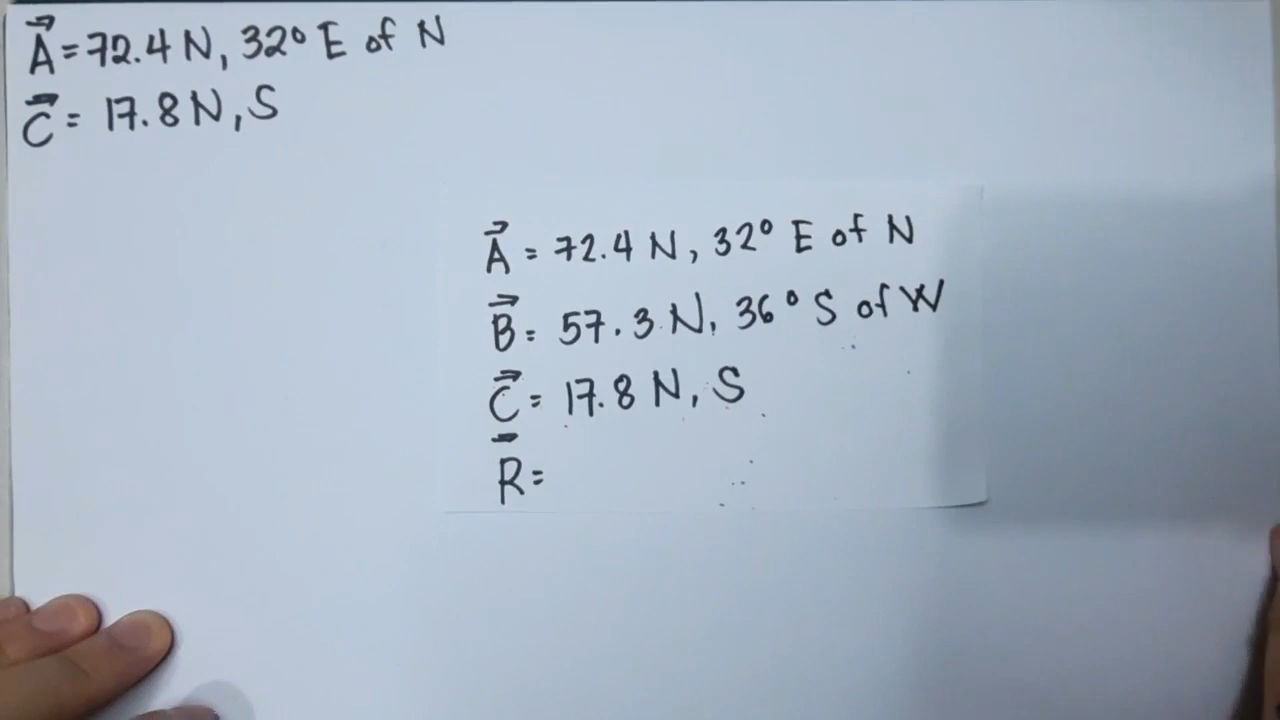 A⃗ = 72.4 N, 32° E of N
C⃗ = 17.8 N, S
A⃗ = 72.4 N, 32° E of N
B⃗ = 57.3 N, 36° S of W
C⃗ = 17.8 N, S
R⃗ =